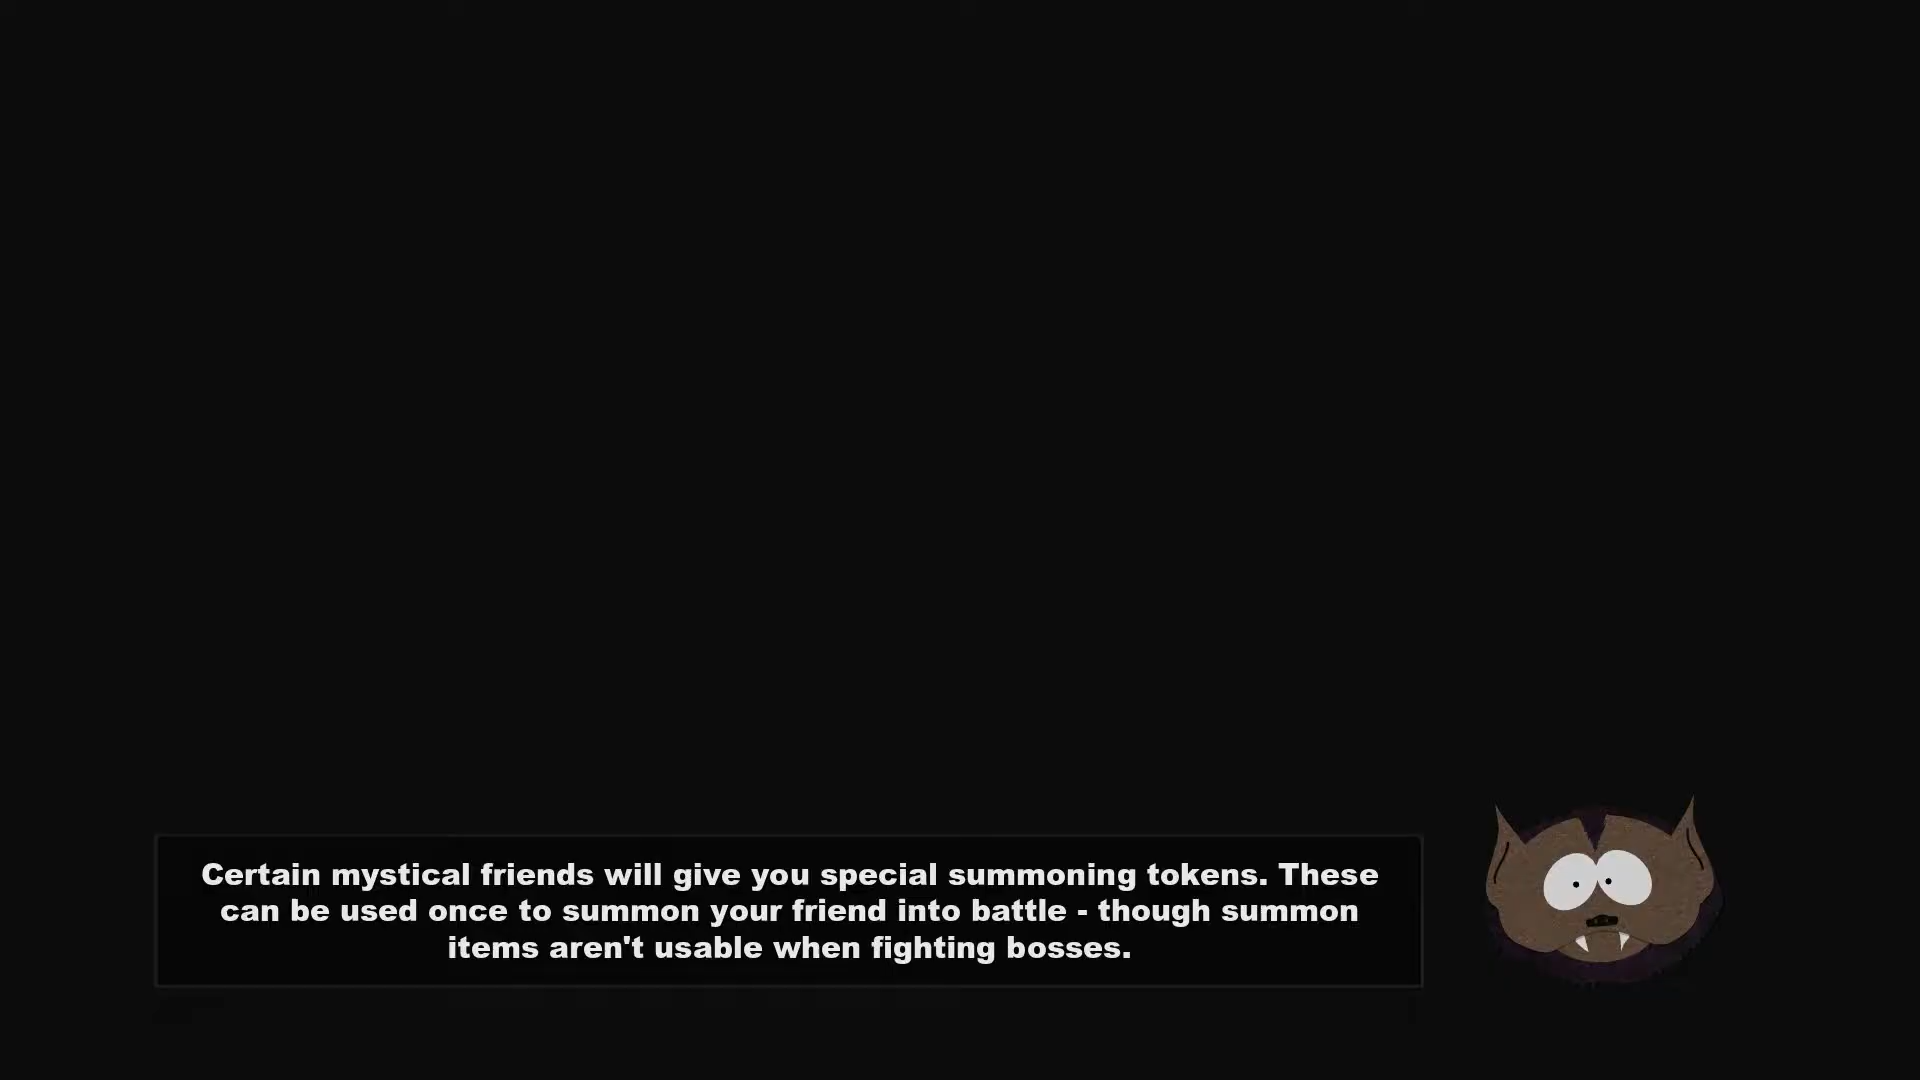 Certain mystical friends will give you special summoning tokens. These
can be used once to summon your friend into battle - though summon
items aren't usable when fighting bosses.